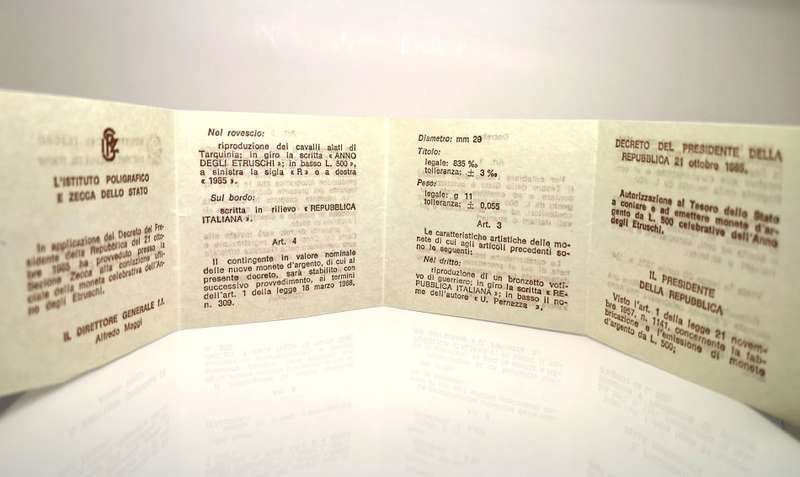 L'ISTITUTO POLIGRAFICO
E ZECCA DELLO STATO
In applicazione del Decreto del Pre-
sidente della Repubblica del 21 otto-
bre 1985, ha provveduto presso la
Sezione Zecca alla coniazione uffi-
ciale della moneta celebrativa dell'An-
no degli Etruschi.
IL DIRETTORE GENERALE f.f.
Alfredo Maggi
Nel rovescio:
riproduzione dei cavalli alati di
Tarquinia; in giro la scritta « ANNO
DEGLI ETRUSCHI »; in basso L. 500 »,
a sinistra la sigla « R » e a destra
« 1985 ».
Sul bordo:
scritta in rilievo « REPUBBLICA
ITALIANA ».
Art. 4
Il contingente in valore nominale
delle nuove monete d'argento, di cui al
presente decreto, sarà stabilito con
successivo provvedimento, ai termini
dell'art. 1 della legge 18 marzo 1968,
n. 309.
Diametro: mm 29
Titolo:
legale: 835 ‰
tolleranza: ± 3 ‰
Peso:
legale: g 11
tolleranza: ± 0,055
Art. 3
Le caratteristiche artistiche delle mo-
nete di cui agli articoli precedenti so-
no le seguenti:
Nel dritto:
riproduzione di un bronzetto voti-
vo di guerriero; in giro la scritta « RE-
PUBBLICA ITALIANA »; in basso il no-
me dell'autore « U. Pernazza »,
DECRETO DEL PRESIDENTE DELLA
REPUBBLICA 21 ottobre 1985.
Autorizzazione al Tesoro dello Stato
a coniare e ad emettere monete d'ar-
gento da L. 500 celebrative dell'Anno
degli Etruschi.
IL PRESIDENTE
DELLA REPUBBLICA
Visto l'art. 1 della legge 21 novem-
bre 1957, n. 1141, concernente la fab-
bricazione e l'emissione di monete
d'argento da L. 500;